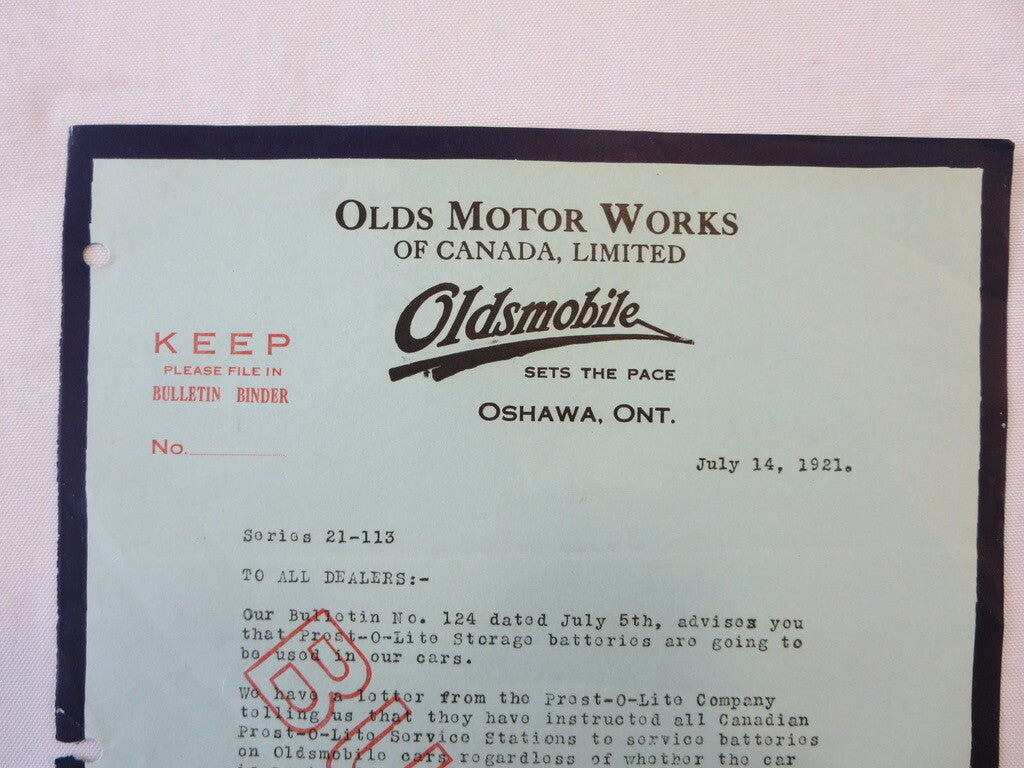 OLDS MOTOR WORKS
OF CANADA, LIMITED
Oldsmobile
SETS THE PACE
OSHAWA, ONT.
KEEP
PLEASE FILE IN
BULLETIN BINDER
No.
July 14, 1921.
Series 21-113
TO ALL DEALERS:-
Our Bulletin No. 124 dated July 5th, advises you
that Prest-O-Lite Storage batteries are going to
be used in our cars.
We have a letter from the Prest-O-Lite Company
telling us that they have instructed all Canadian
Prest-O-Lite Service Stations to service batteries
on Oldsmobile cars regardless of whether the car